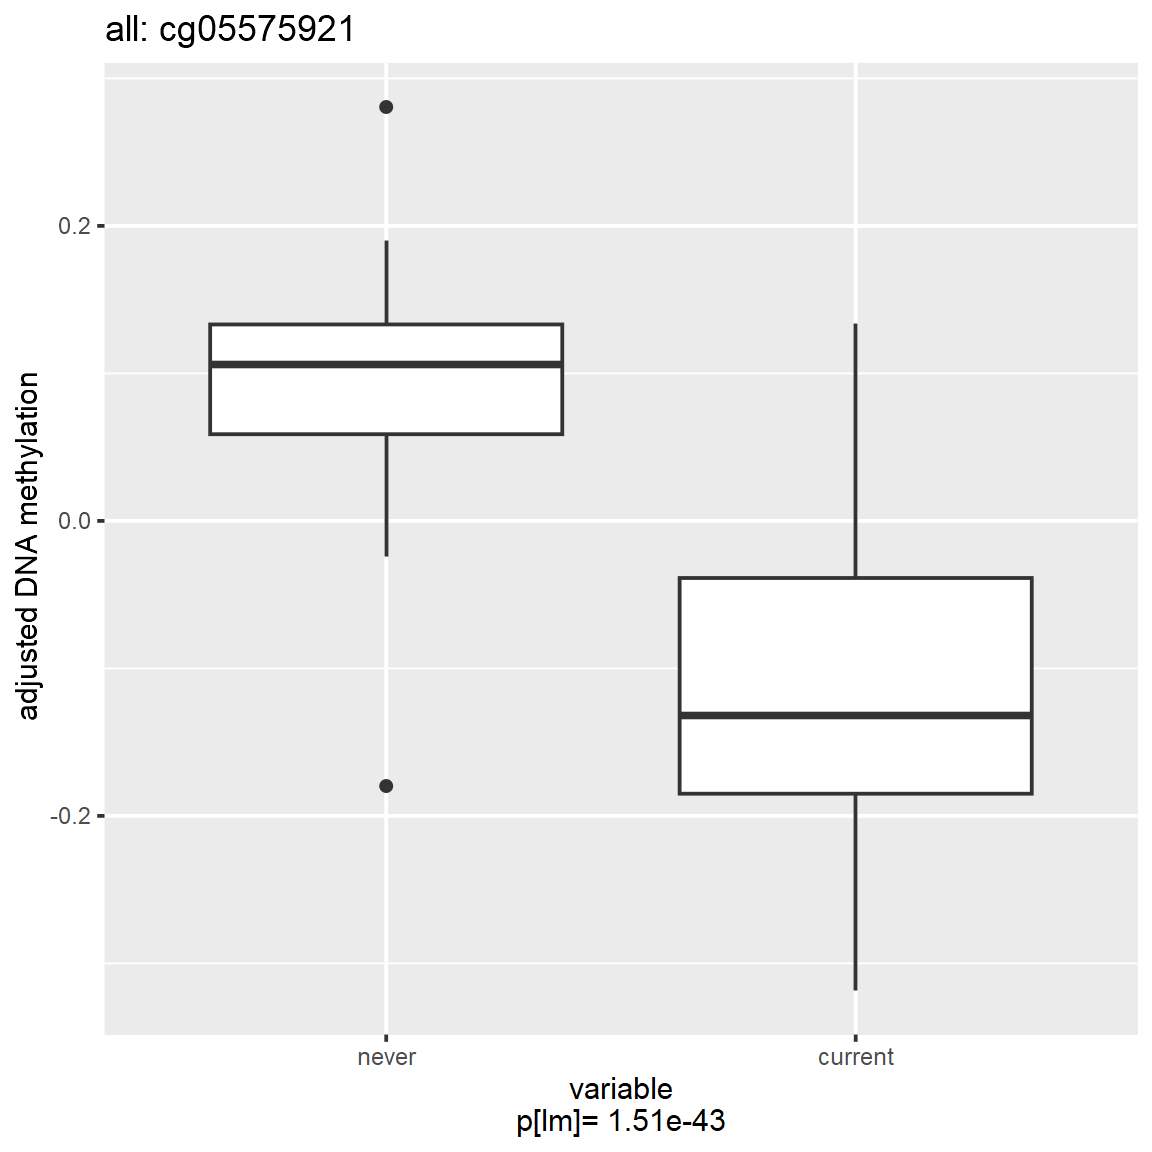 all: cg05575921
adjusted DNA methylation
0.2
0.0
-0.2
never
current
variable
p[lm]= 1.51e-43